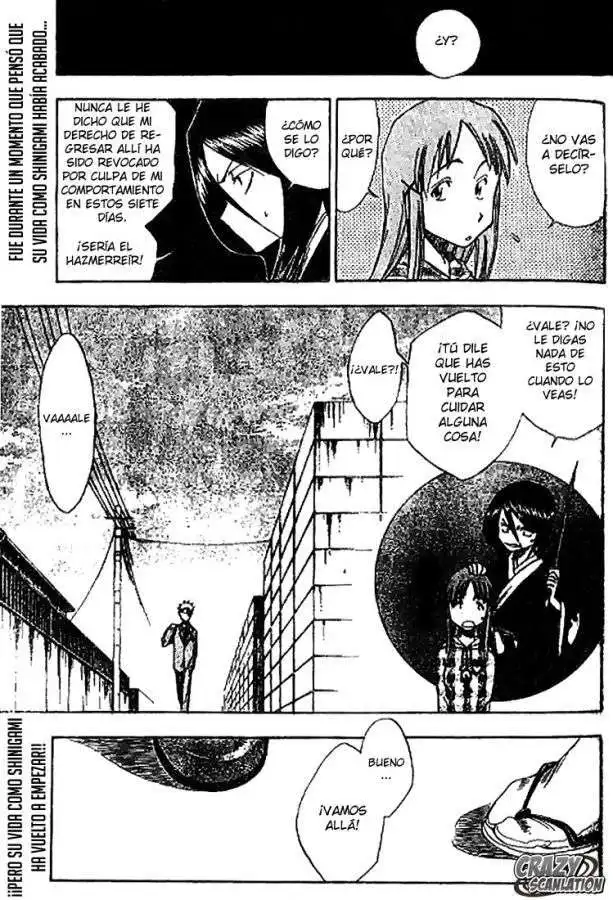 FUE DURANTE UN MOMENTO QUE PENSÓ QUE
SU VIDA COMO SHINIGAMI HABÍA ACABADO...
¿Y?
¿NO VAS
A DECÍR-
SELO?
¿POR
QUÉ?
¿CÓMO
SE LO
DIGO?
NUNCA LE HE
DICHO QUE MI
DERECHO DE RE-
GRESAR ALLÍ HA
SIDO REVOCADO
POR CULPA DE MI
COMPORTAMIENTO
EN ESTOS SIETE
DÍAS.
¡SERÍA EL
HAZMERREÍR!
¿VALE? ¡NO
LE DIGAS
NADA DE
ESTO
CUANDO LO
VEAS!
¡TÚ DILE
QUE HAS
VUELTO
PARA
CUIDAR
ALGUNA
COSA!
¡¿VALE?!
VAAAALE
...
¡¡PERO SU VIDA COMO SHINIGAMI
HA VUELTO A EMPEZAR!!
BUENO
...
¡VAMOS
ALLÁ!
CRAZY
SCANLATION